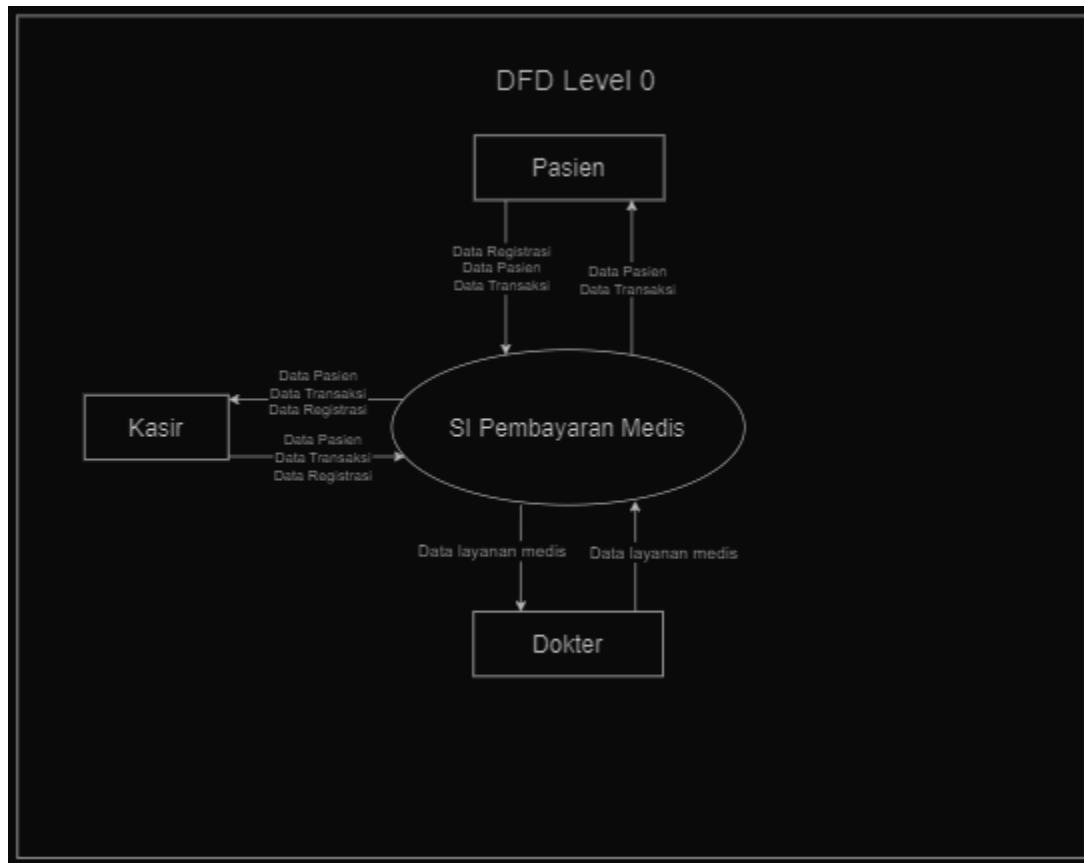 DFD Level 0
Pasien
Data Registrasi
Data Pasien
Data Transaksi
Data Pasien
Data Transaksi
Data Pasien
Data Transaksi
Data Registrasi
Kasir
SI Pembayaran Medis
Data Pasien
Data Transaksi
Data Registrasi
Data layanan medis
Data layanan medis
Dokter